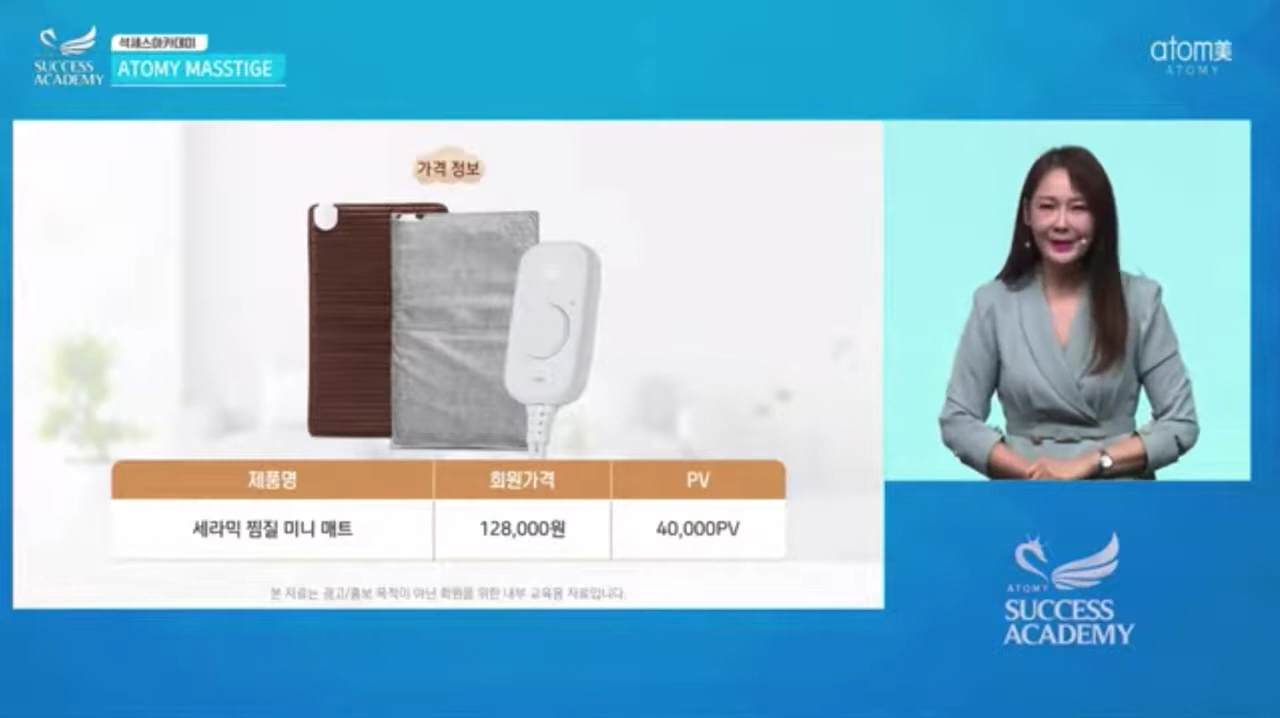 SUCCESS
ACADEMY
석세스아카데미
ATOMY MASSTIGE
atom美
ATOMY
가격 정보
제품명 회원가격 PV
세라믹 찜질 미니 매트 128,000원 40,000PV
본 자료는 광고/홍보 목적이 아닌 회원을 위한 내부 교육용 자료입니다.
ATOMY
SUCCESS
ACADEMY